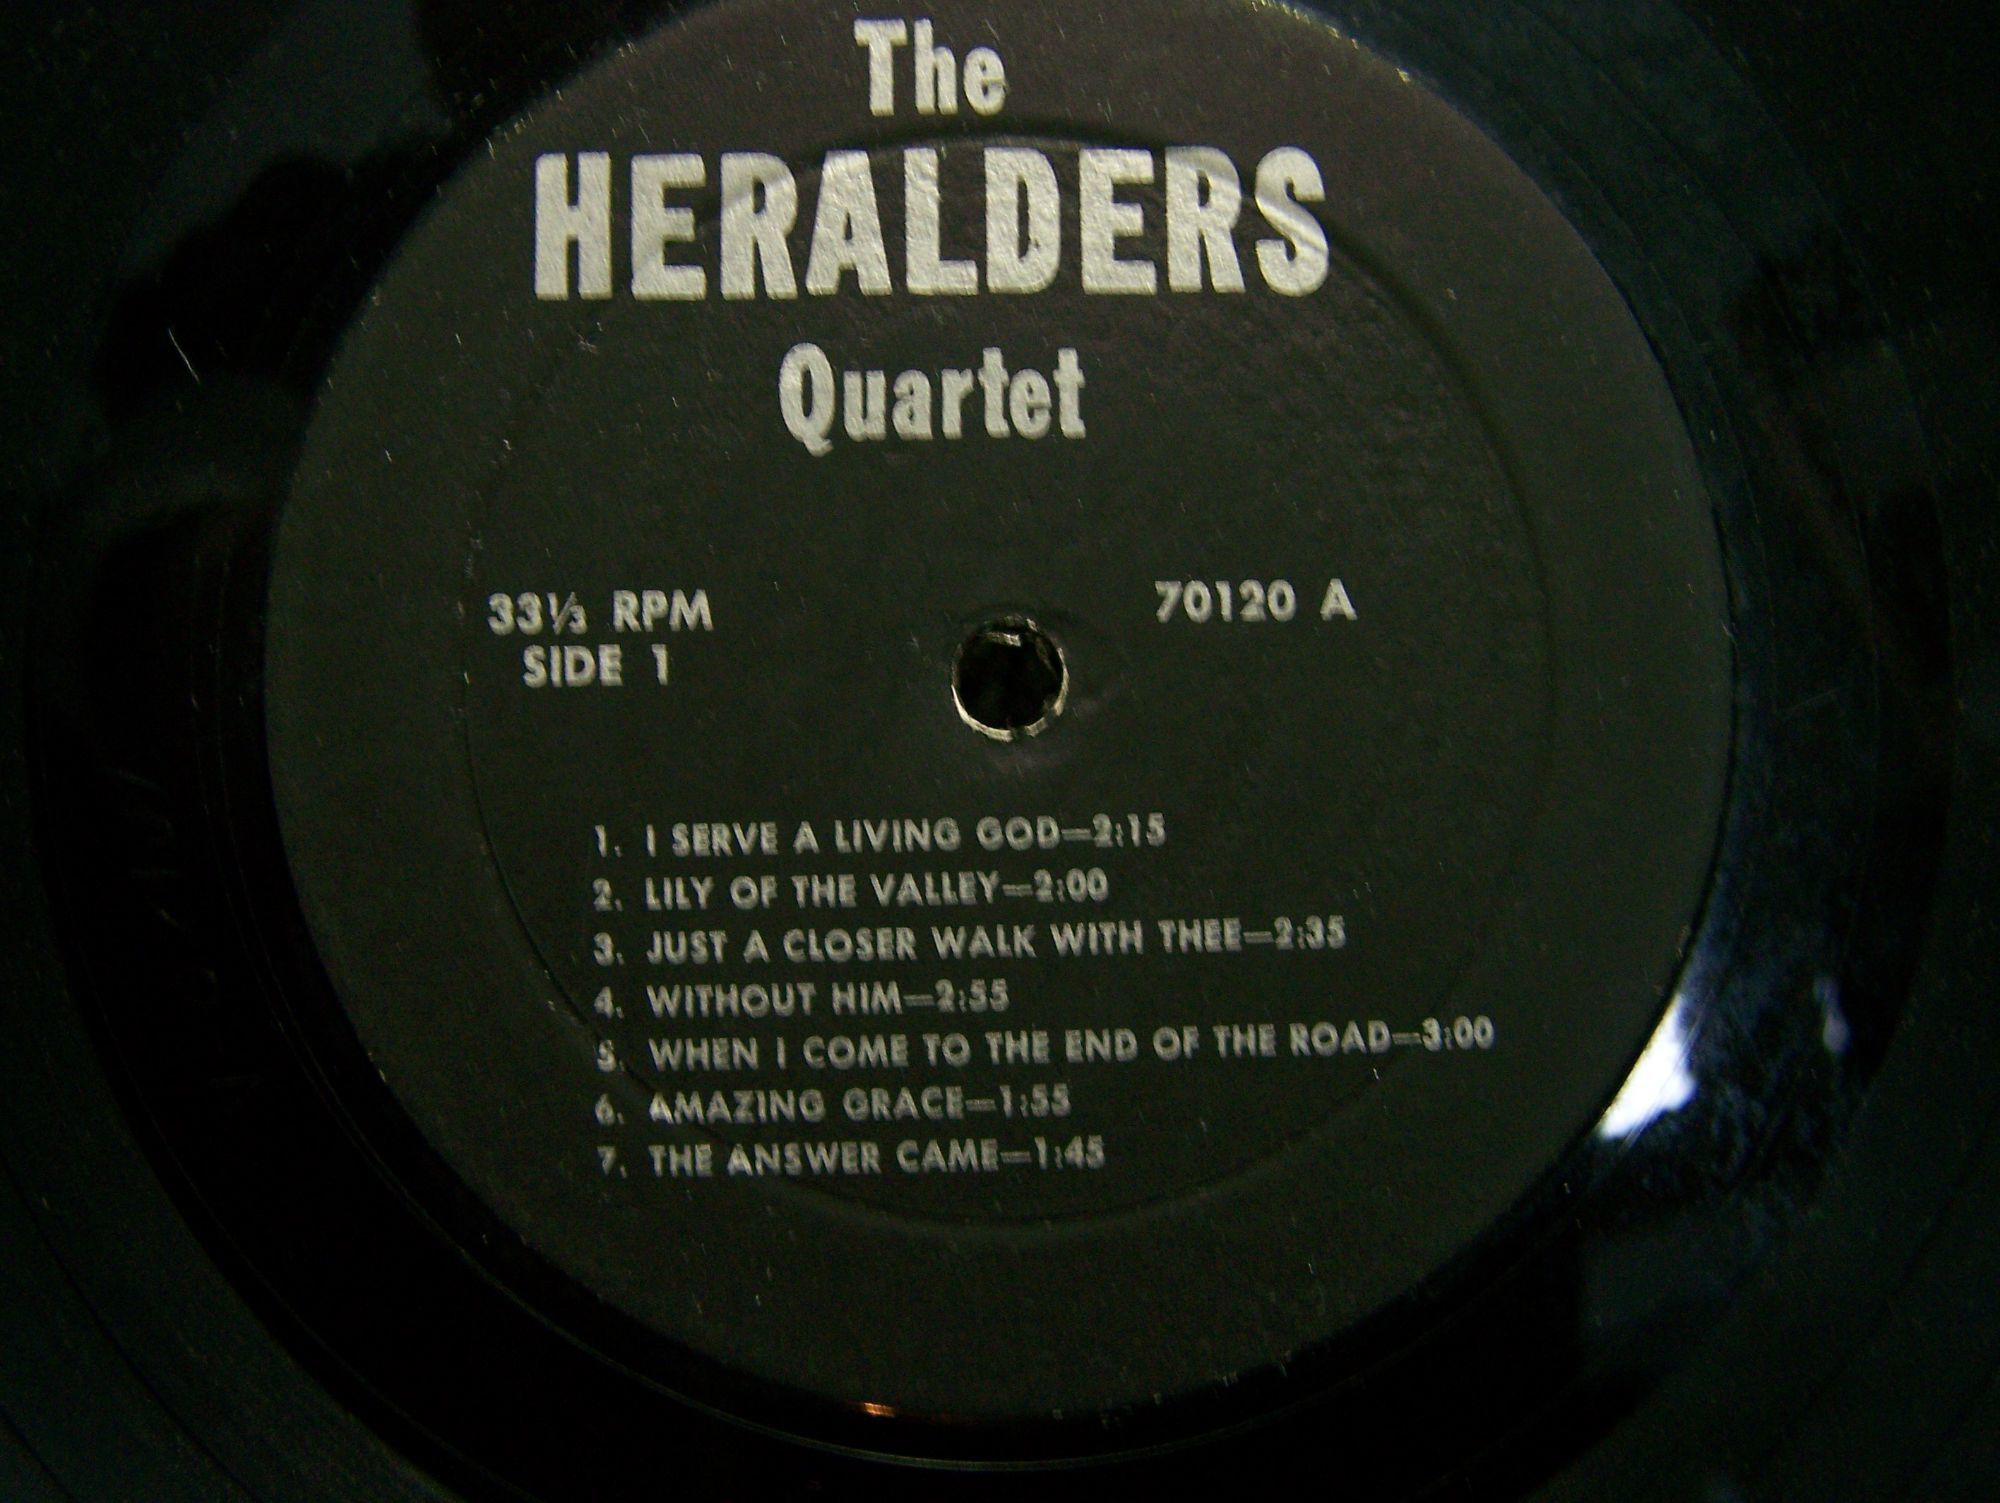 The
HERALDERS
Quartet
33⅓ RPM
SIDE 1
70120 A
1. I SERVE A LIVING GOD—2:15
2. LILY OF THE VALLEY—2:00
3. JUST A CLOSER WALK WITH THEE—2:35
4. WITHOUT HIM—2:55
5. WHEN I COME TO THE END OF THE ROAD—3:00
6. AMAZING GRACE—1:55
7. THE ANSWER CAME—1:45